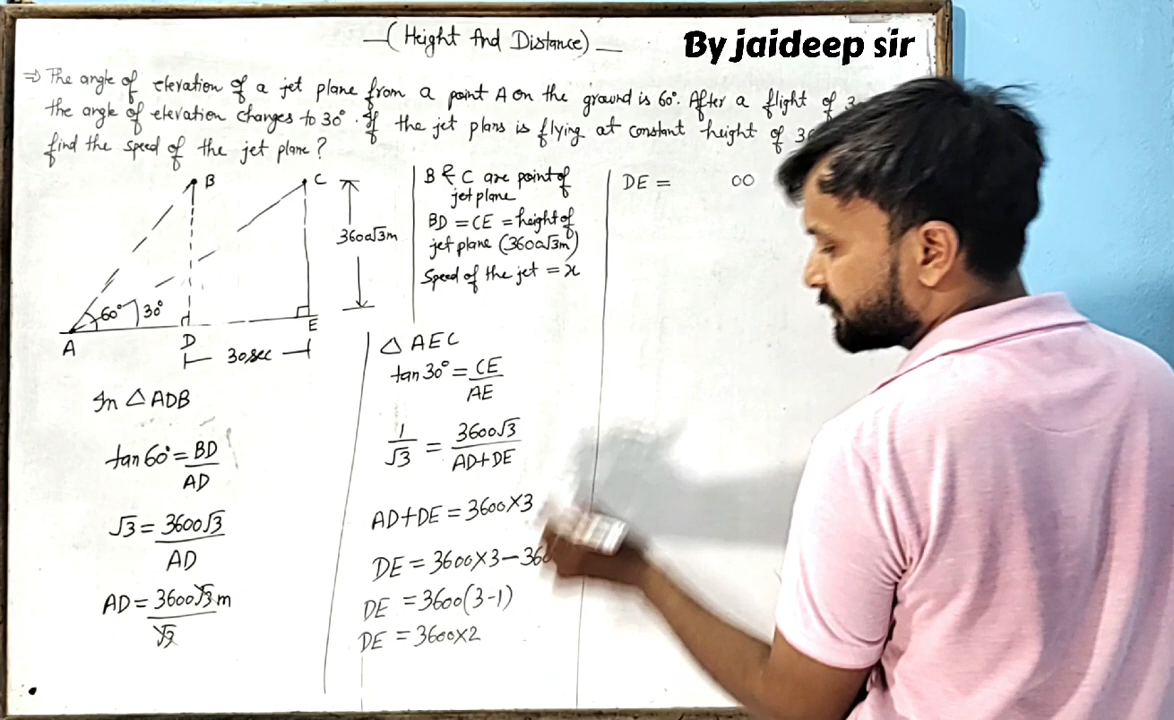 (Height And Distance)
By jaideep sir
⇒ The angle of elevation of a jet plane from a point A on the ground is 60°. After a flight of
the angle of elevation changes to 30°. If the jet plans is flying at constant height of
find the speed of the jet plane?
B
C
3600√3m
60°
30°
A
D
E
30sec
B & C are point of
jet plane
BD = CE = height of
jet plane (3600√3m)
Speed of the jet = x
In △ ADB
tan 60° = BD/AD
√3 = 3600√3/AD
AD = 3600√3/√3 m
△ AEC
tan 30° = CE/AE
1/√3 = 3600√3/AD+DE
AD+DE = 3600×3
DE = 3600×3−36
DE = 3600(3-1)
DE = 3600×2
DE = 00